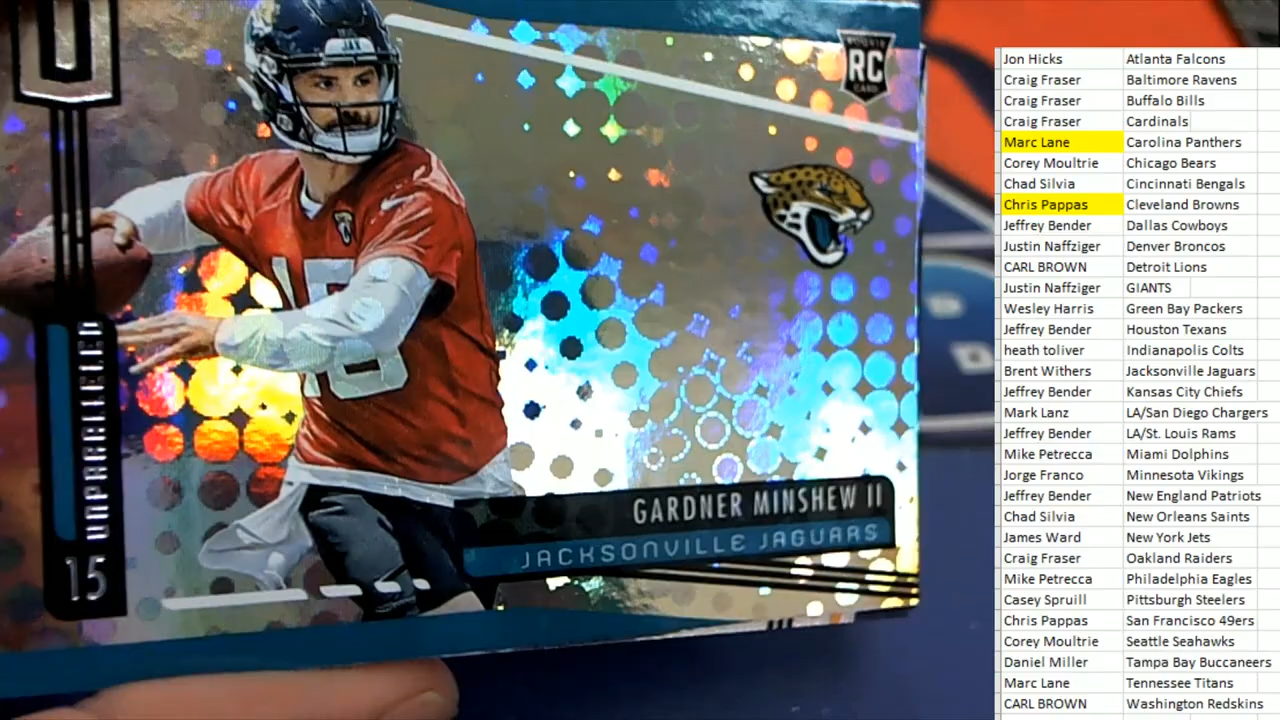 JAX
ROOKIE
RC
CARD
15
UNPARALLELED
15
GARDNER MINSHEW II
JACKSONVILLE JAGUARS
Jon Hicks Atlanta Falcons
Craig Fraser Baltimore Ravens
Craig Fraser Buffalo Bills
Craig Fraser Cardinals
Marc Lane Carolina Panthers
Corey Moultrie Chicago Bears
Chad Silvia Cincinnati Bengals
Chris Pappas Cleveland Browns
Jeffrey Bender Dallas Cowboys
Justin Naffziger Denver Broncos
CARL BROWN Detroit Lions
Justin Naffziger GIANTS
Wesley Harris Green Bay Packers
Jeffrey Bender Houston Texans
heath toliver Indianapolis Colts
Brent Withers Jacksonville Jaguars
Jeffrey Bender Kansas City Chiefs
Mark Lanz LA/San Diego Chargers
Jeffrey Bender LA/St. Louis Rams
Mike Petrecca Miami Dolphins
Jorge Franco Minnesota Vikings
Jeffrey Bender New England Patriots
Chad Silvia New Orleans Saints
James Ward New York Jets
Craig Fraser Oakland Raiders
Mike Petrecca Philadelphia Eagles
Casey Spruill Pittsburgh Steelers
Chris Pappas San Francisco 49ers
Corey Moultrie Seattle Seahawks
Daniel Miller Tampa Bay Buccaneers
Marc Lane Tennessee Titans
CARL BROWN Washington Redskins